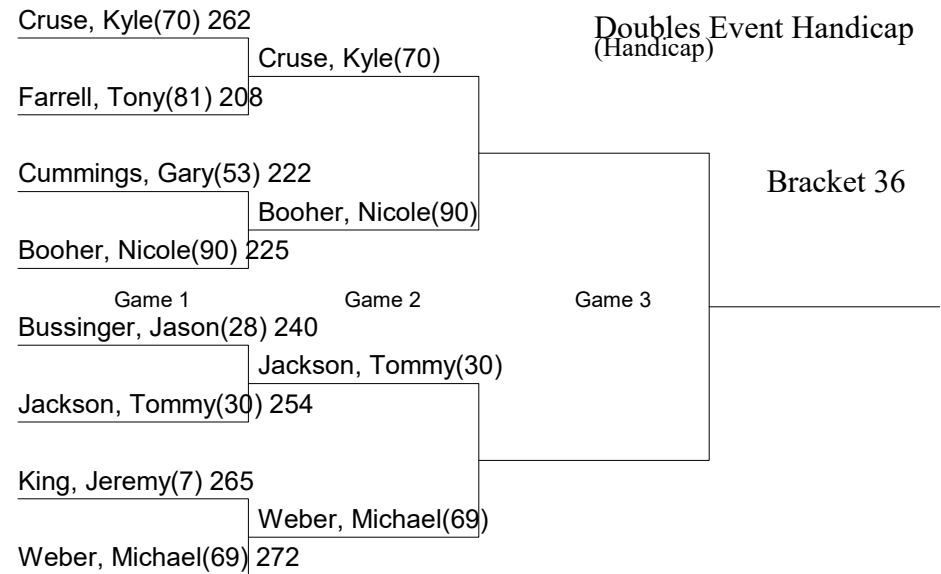 Cruse, Kyle(70) 262
Doubles Event Handicap
(Handicap)
Cruse, Kyle(70)
Farrell, Tony(81) 208
Cummings, Gary(53) 222
Bracket 36
Booher, Nicole(90)
Booher, Nicole(90) 225
Game 1
Game 2
Game 3
Bussinger, Jason(28) 240
Jackson, Tommy(30)
Jackson, Tommy(30) 254
King, Jeremy(7) 265
Weber, Michael(69)
Weber, Michael(69) 272